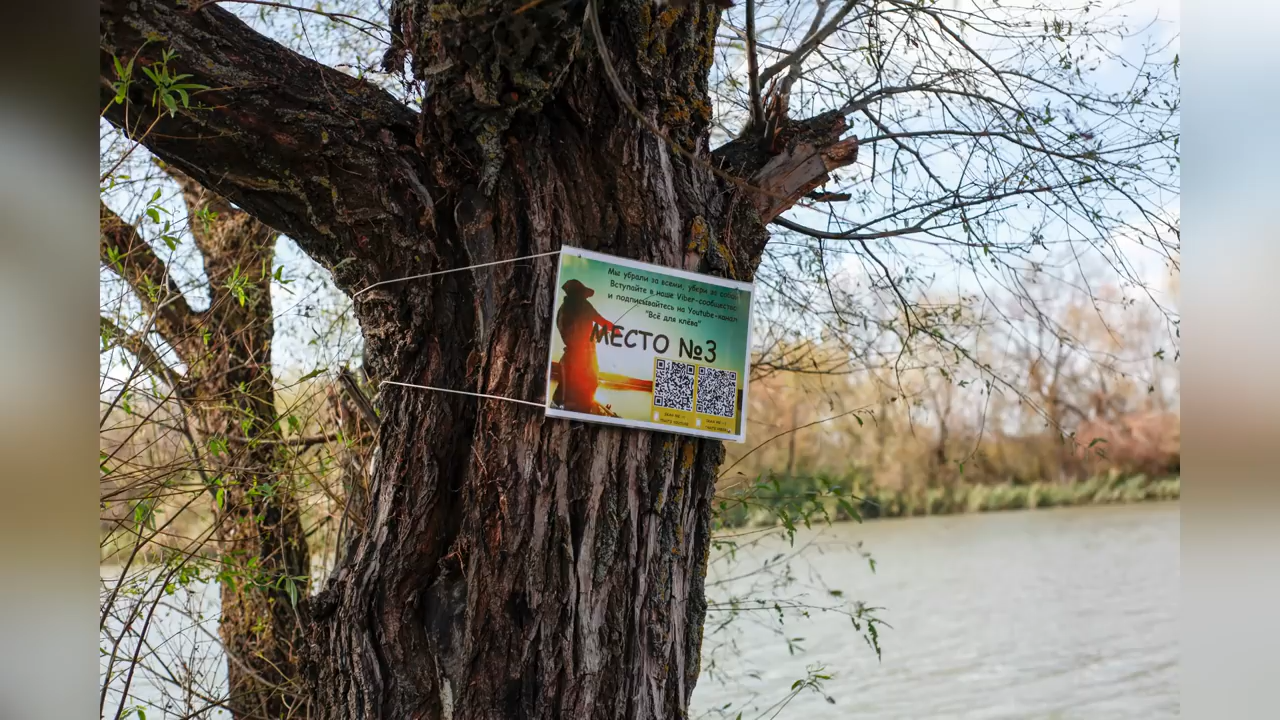 Мы убрали за всеми, убери за собой
Вступайте в наше Viber-сообщество
и подписывайтесь на Youtube-канал
"Всё для клёва"
МЕСТО №3